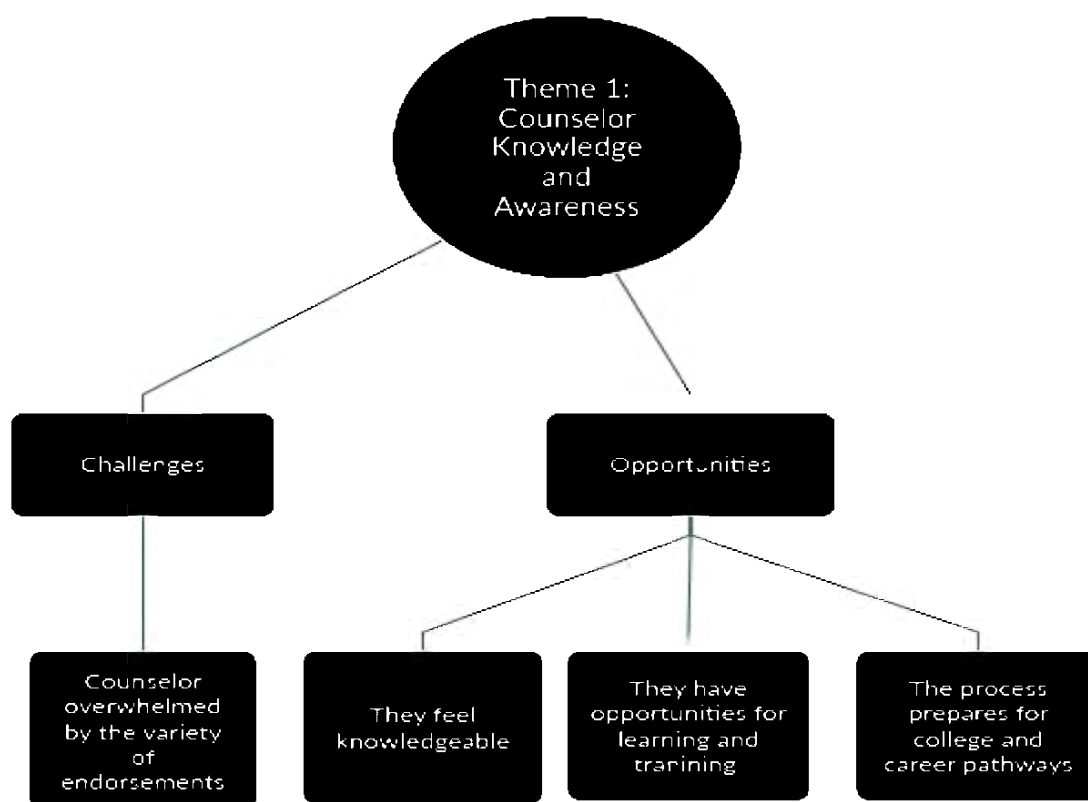 Theme 1:
Counselor
Knowledge
and
Awareness
Challenges
Opportunities
Counselor
overwhelmed
by the variety
of
endorsements
They feel
knowledgeable
They have
opportunities for
learning and
tranining
The process
prepares for
college and
career pathways